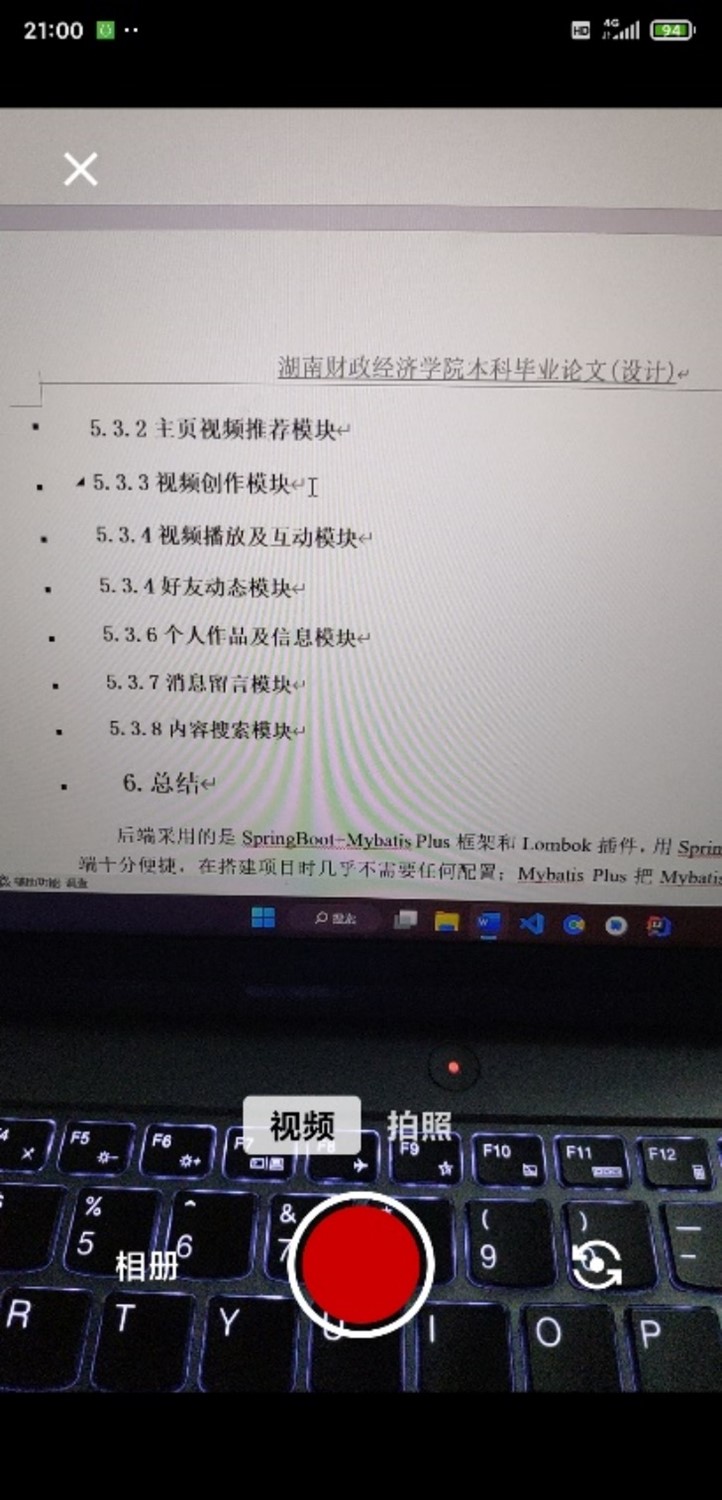 21:00
HD 4G 94
湖南财政经济学院本科毕业论文(设计)
5.3.2 主页视频推荐模块
5.3.3 视频创作模块
5.3.4 视频播放及互动模块
5.3.4 好友动态模块
5.3.6 个人作品及信息模块
5.3.7 消息留言模块
5.3.8 内容搜索模块
6. 总结
后端采用的是 SpringBoot+Mybatis Plus 框架和 Lombok 插件，用 Sprin
端十分便捷，在搭建项目时几乎不需要任何配置；Mybatis Plus 把 Mybatis
搜索
视频 拍照
F5 F6 F7 F8 F9 F10 F11 F12
% ^ & ( )
5 6 7 9
相册
R T Y U I O P